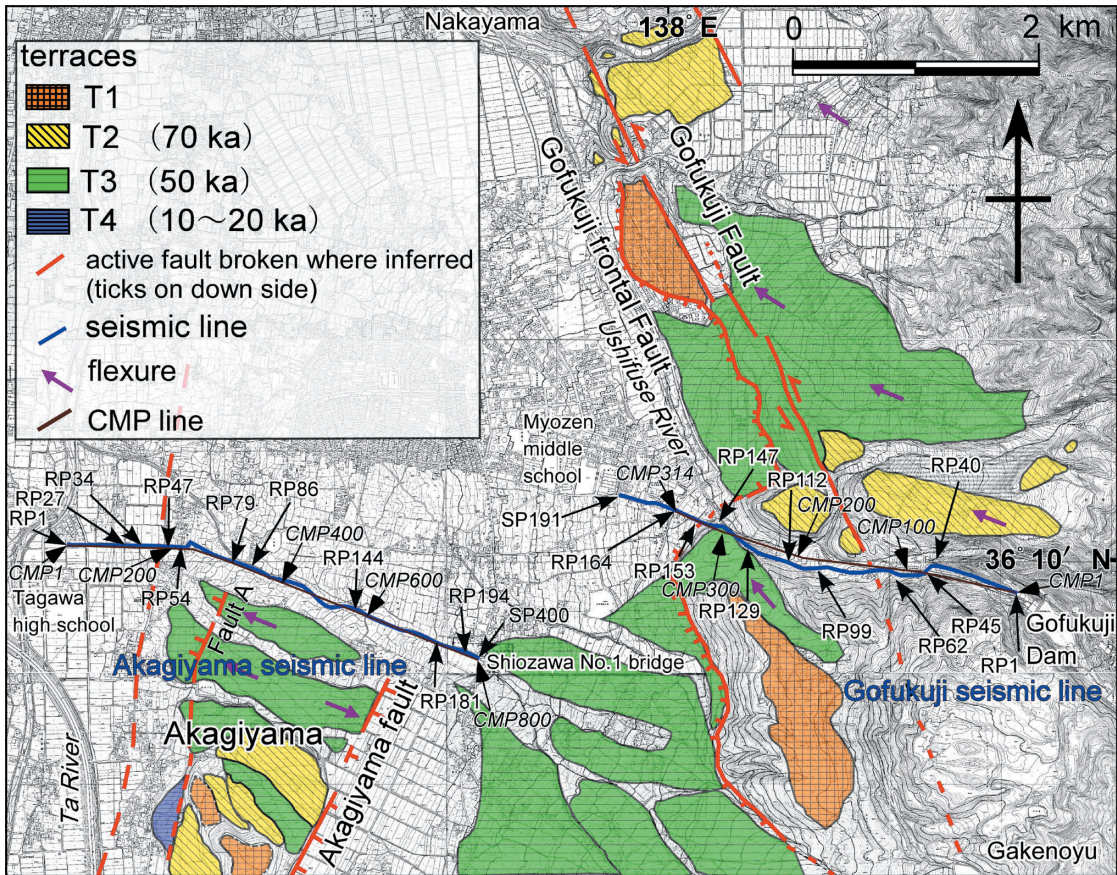 Nakayama
138° E
0 2 km
terraces
T1
T2 (70 ka)
T3 (50 ka)
T4 (10～20 ka)
active fault broken where inferred
(ticks on down side)
seismic line
flexure
CMP line
Gofukuji Fault
Gofukuji frontal Fault
Ushifuse River
Myozen
middle
school
CMP314
RP147
RP112
CMP200
RP40
CMP100
SP191
RP164
RP153
CMP300
RP129
RP99
RP62
RP45
RP1
CMP1
36° 10′ N
Gofukuji
Dam
Gofukuji seismic line
RP34
RP27
RP1
RP47
RP79
RP86
CMP400
RP144
CMP600
RP194
SP400
CMP1
CMP200
RP54
Tagawa
high school
Fault A
Shiozawa No.1 bridge
Akagiyama seismic line
RP181
CMP800
Akagiyama
Akagiyama fault
Ta River
Gakenoyu